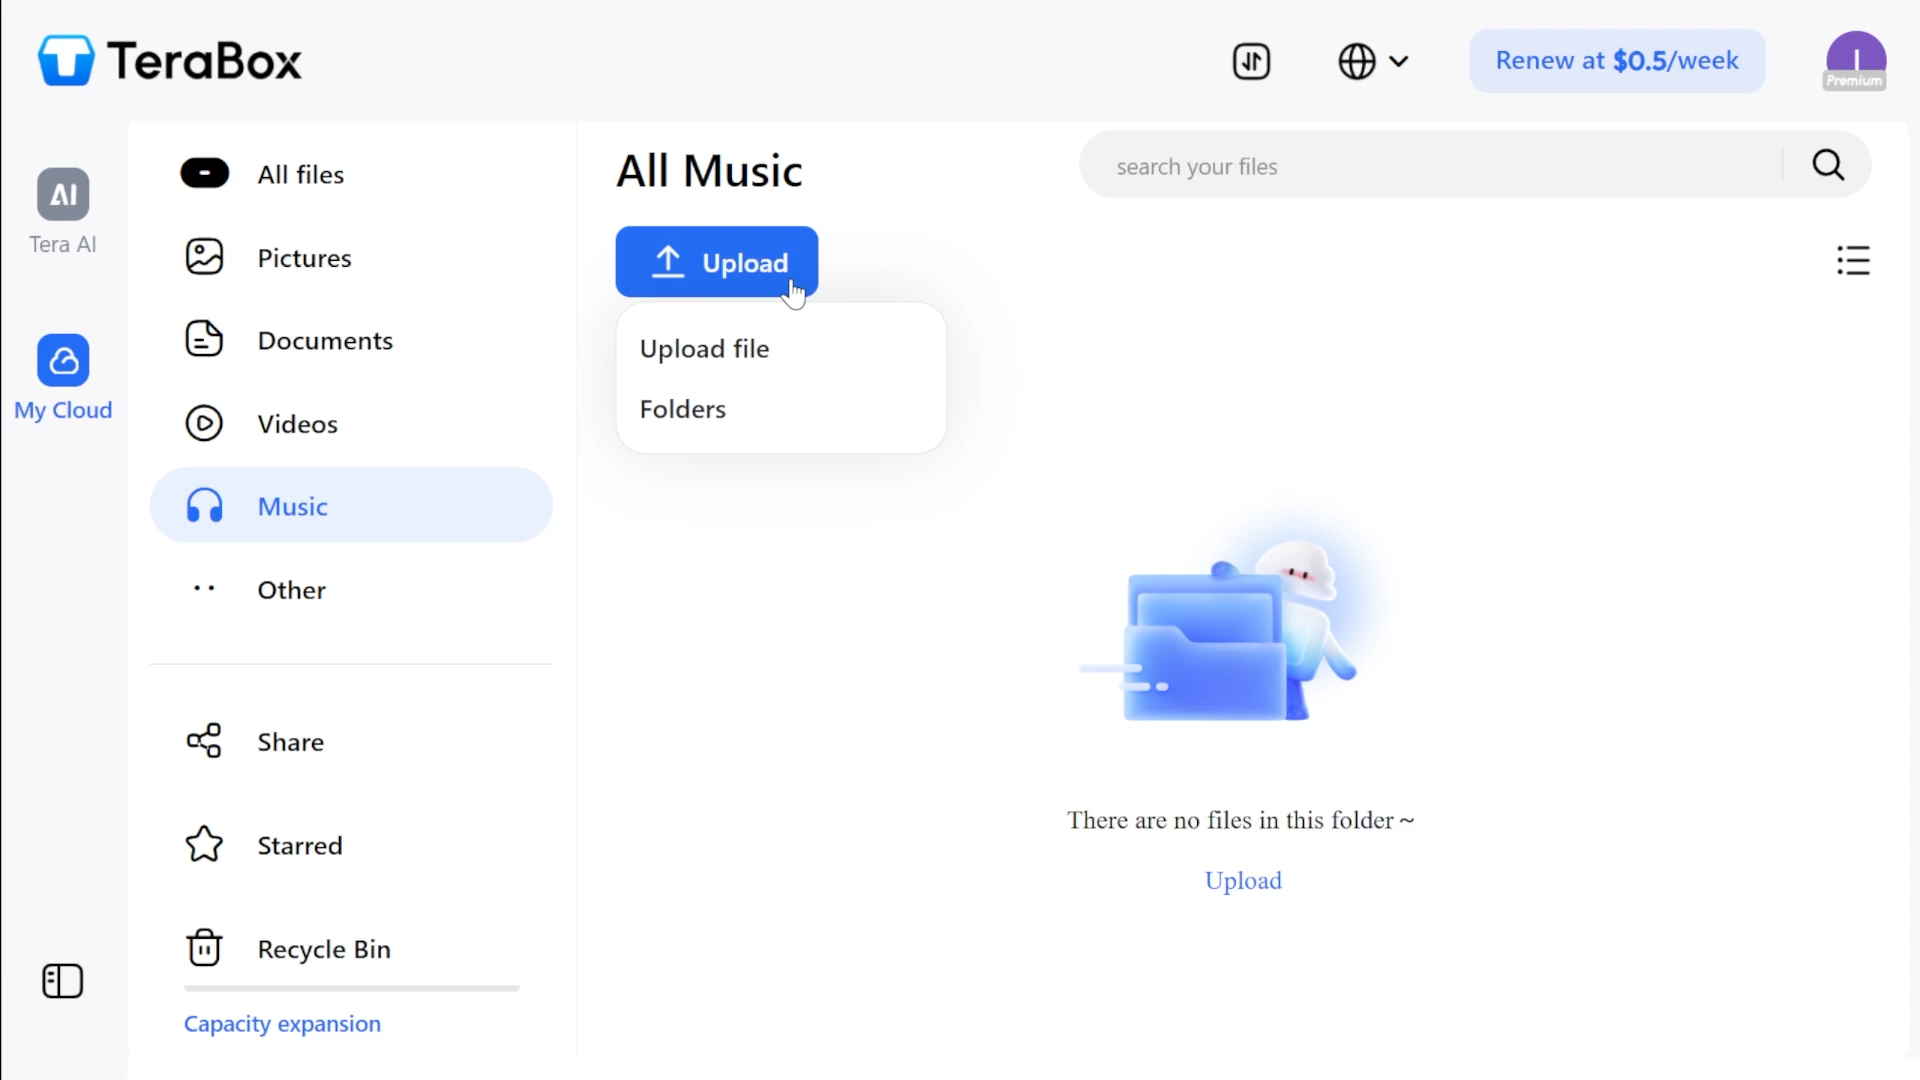 TeraBox
Renew at $0.5/week
I
Premium
AI
Tera AI
My Cloud
All files
Pictures
Documents
Videos
Music
Other
Share
Starred
Recycle Bin
Capacity expansion
All Music
search your files
Upload
Upload file
Folders
There are no files in this folder ~
Upload